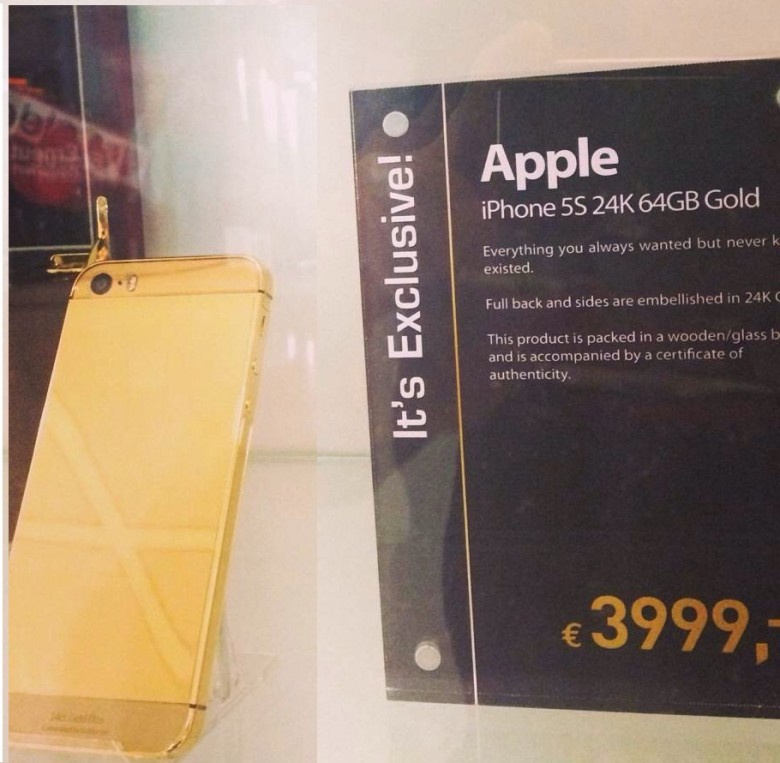 It's Exclusive!
Apple
iPhone 5S 24K 64GB Gold
Everything you always wanted but never
existed.
Full back and sides are embellished in 24K
This product is packed in a wooden/glass
and is accompanied by a certificate of
authenticity.
€ 3999,-